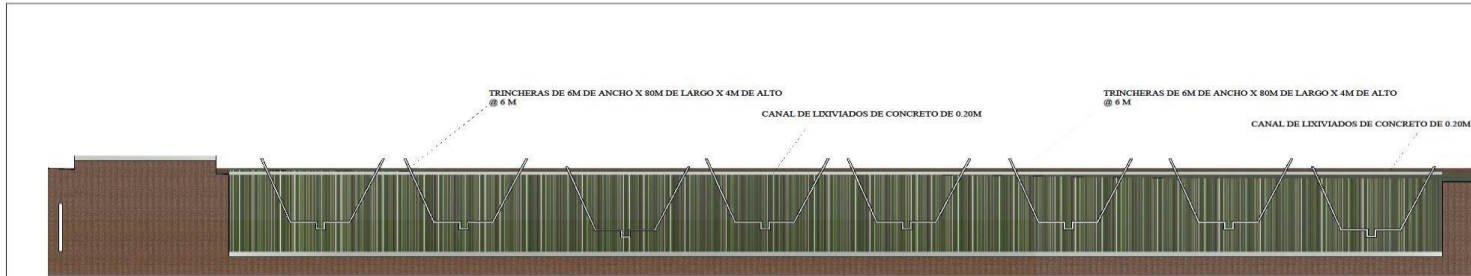 TRINCHERAS DE 6M DE ANCHO X 80M DE LARGO X 4M DE ALTO
@ 6 M
CANAL DE LIXIVIADOS DE CONCRETO DE 0.20M
TRINCHERAS DE 6M DE ANCHO X 80M DE LARGO X 4M DE ALTO
@ 6 M
CANAL DE LIXIVIADOS DE CONCRETO DE 0.20M